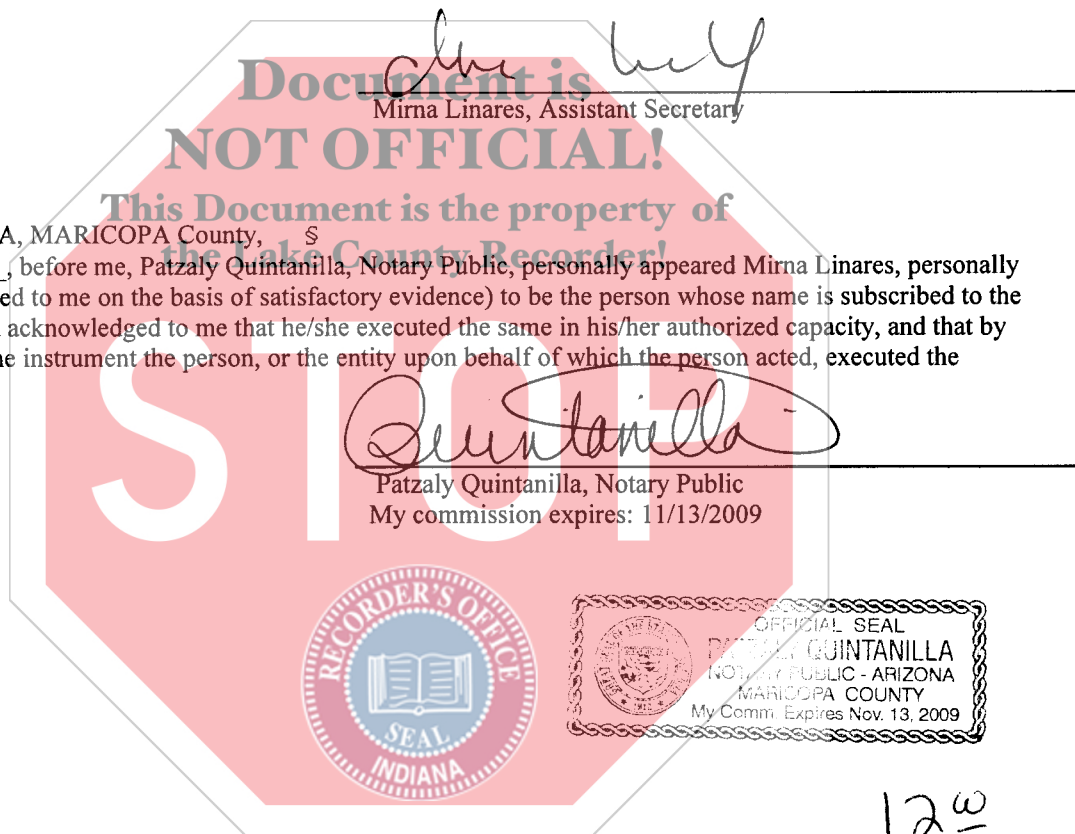 Document is
Mirna Linares, Assistant Secretary
NOT OFFICIAL!
This Document is the property of
A, MARICOPA County, §
the Lake County Recorder!
, before me, Patzaly Quintanilla, Notary Public, personally appeared Mirna Linares, personally
ed to me on the basis of satisfactory evidence) to be the person whose name is subscribed to the
acknowledged to me that he/she executed the same in his/her authorized capacity, and that by
e instrument the person, or the entity upon behalf of which the person acted, executed the
STOP
Quintanilla
Patzaly Quintanilla, Notary Public
My commission expires: 11/13/2009
RECORDER'S OFFICE
SEAL
INDIANA
OFFICIAL SEAL
PATZALY QUINTANILLA
NOTARY PUBLIC - ARIZONA
MARICOPA COUNTY
My Comm. Expires Nov. 13, 2009
12